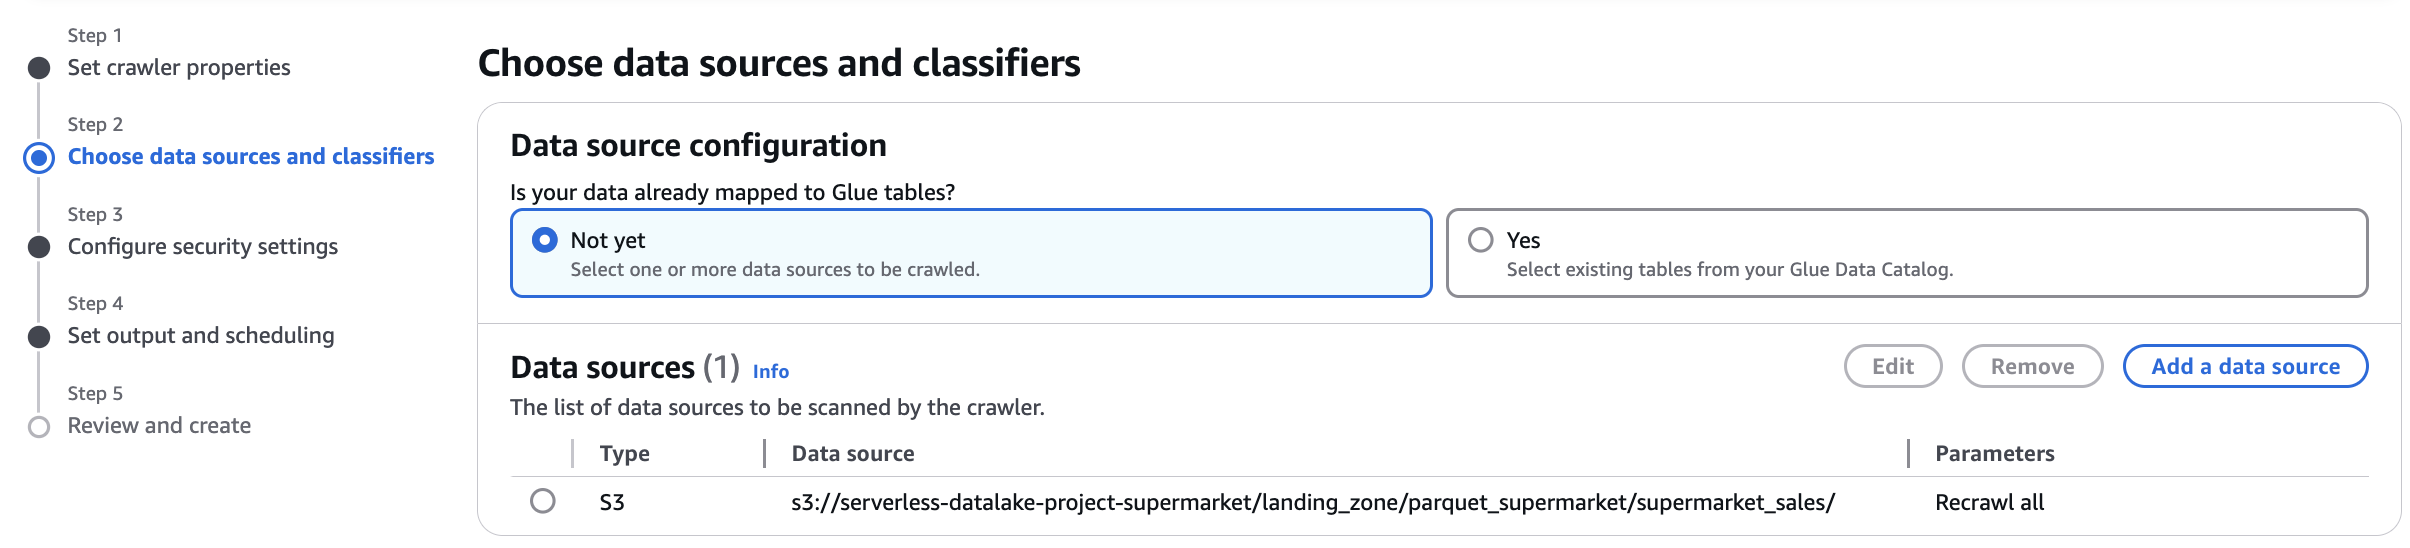 Step 1
Set crawler properties
Step 2
Choose data sources and classifiers
Step 3
Configure security settings
Step 4
Set output and scheduling
Step 5
Review and create
Choose data sources and classifiers
Data source configuration
Is your data already mapped to Glue tables?
Not yet
Select one or more data sources to be crawled.
Yes
Select existing tables from your Glue Data Catalog.
Data sources (1) Info
Edit Remove Add a data source
The list of data sources to be scanned by the crawler.
Type Data source Parameters
S3 s3://serverless-datalake-project-supermarket/landing_zone/parquet_supermarket/supermarket_sales/ Recrawl all